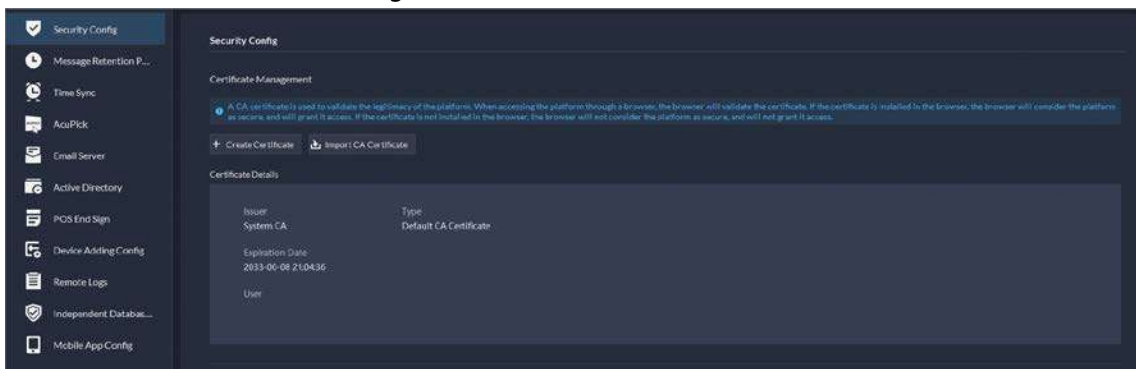 Security Config
Message Retention P...
Time Sync
AcuPick
Email Server
Active Directory
POS End Sign
Device Adding Config
Remote Logs
Independent Databas...
Mobile App Config
Security Config
Certificate Management
A CA certificate is used to validate the legitimacy of the platform. When accessing the platform through a browser, the browser will validate the certificate. If the certificate is installed in the browser, the browser will consider the platform
as secure, and will grant it access. If the certificate is not installed in the browser, the browser will not consider the platform as secure, and will not grant it access.
+ Create Certificate Import CA Certificate
Certificate Details
Issuer Type
System CA Default CA Certificate
Expiration Date
2033-06-08 21:04:36
User